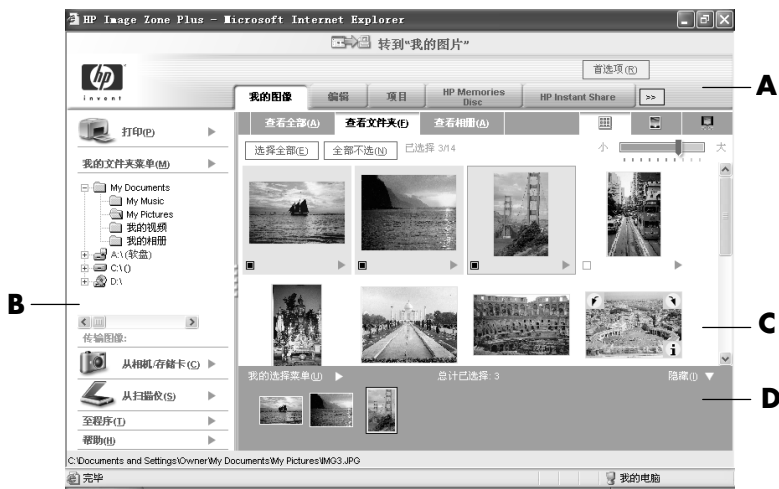 HP Image Zone Plus - Microsoft Internet Explorer
转到“我的图片”
hp
invent
首选项(R)
A
我的图像 编辑 项目 HP Memories Disc HP Instant Share >>
打印(P)
查看全部(A) 查看文件夹(F) 查看相册(A)
我的文件夹菜单(M)
选择全部(E) 全部不选(N) 已选择 3/14 小 大
My Documents
My Music
My Pictures
我的视频
我的相册
A:\(软盘)
C:\()
D:\
B
C
传输图像:
从相机/存储卡(C)
从扫描仪(S)
至程序(T)
帮助(H)
我的选择菜单(U) 总计已选择: 3 隐藏(I)
D
C:\Documents and Settings\Owner\My Documents\My Pictures\IMG3.JPG
完毕 我的电脑